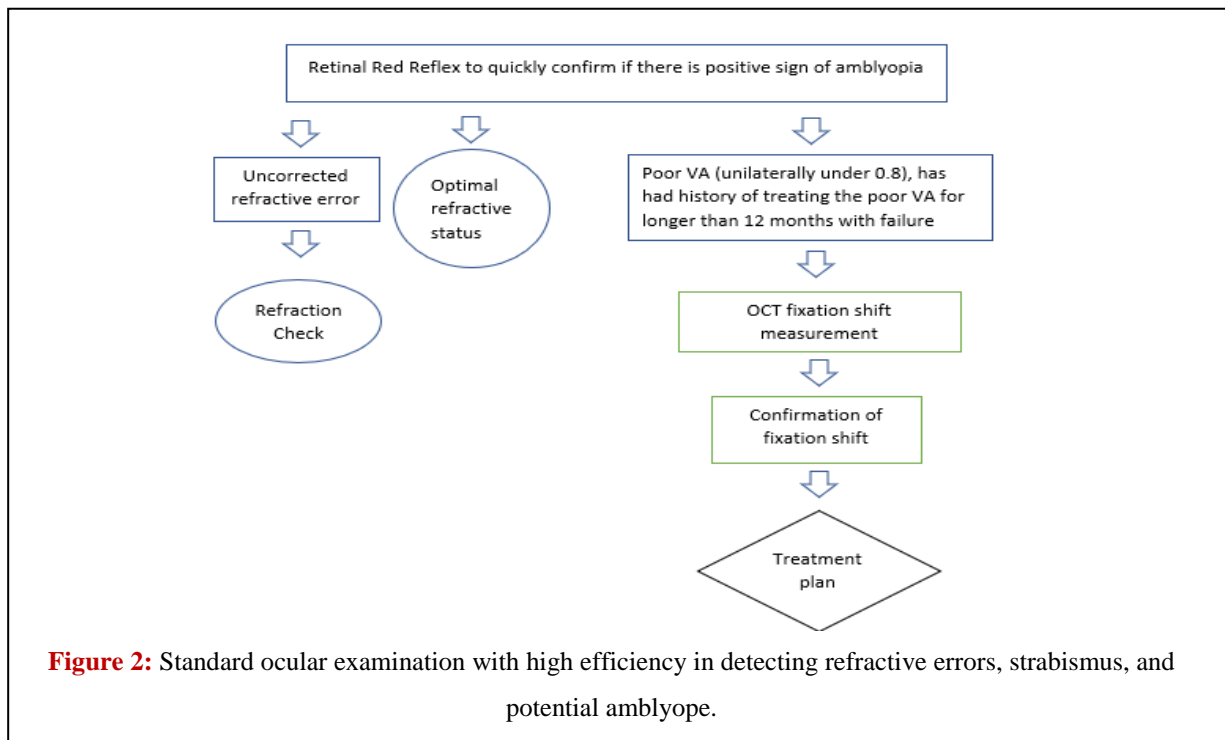 Retinal Red Reflex to quickly confirm if there is positive sign of amblyopia
Uncorrected
refractive error
Optimal
refractive
status
Poor VA (unilaterally under 0.8), has
had history of treating the poor VA for
longer than 12 months with failure
Refraction
Check
OCT fixation shift
measurement
Confirmation of
fixation shift
Treatment
plan
Figure 2: Standard ocular examination with high efficiency in detecting refractive errors, strabismus, and
potential amblyope.